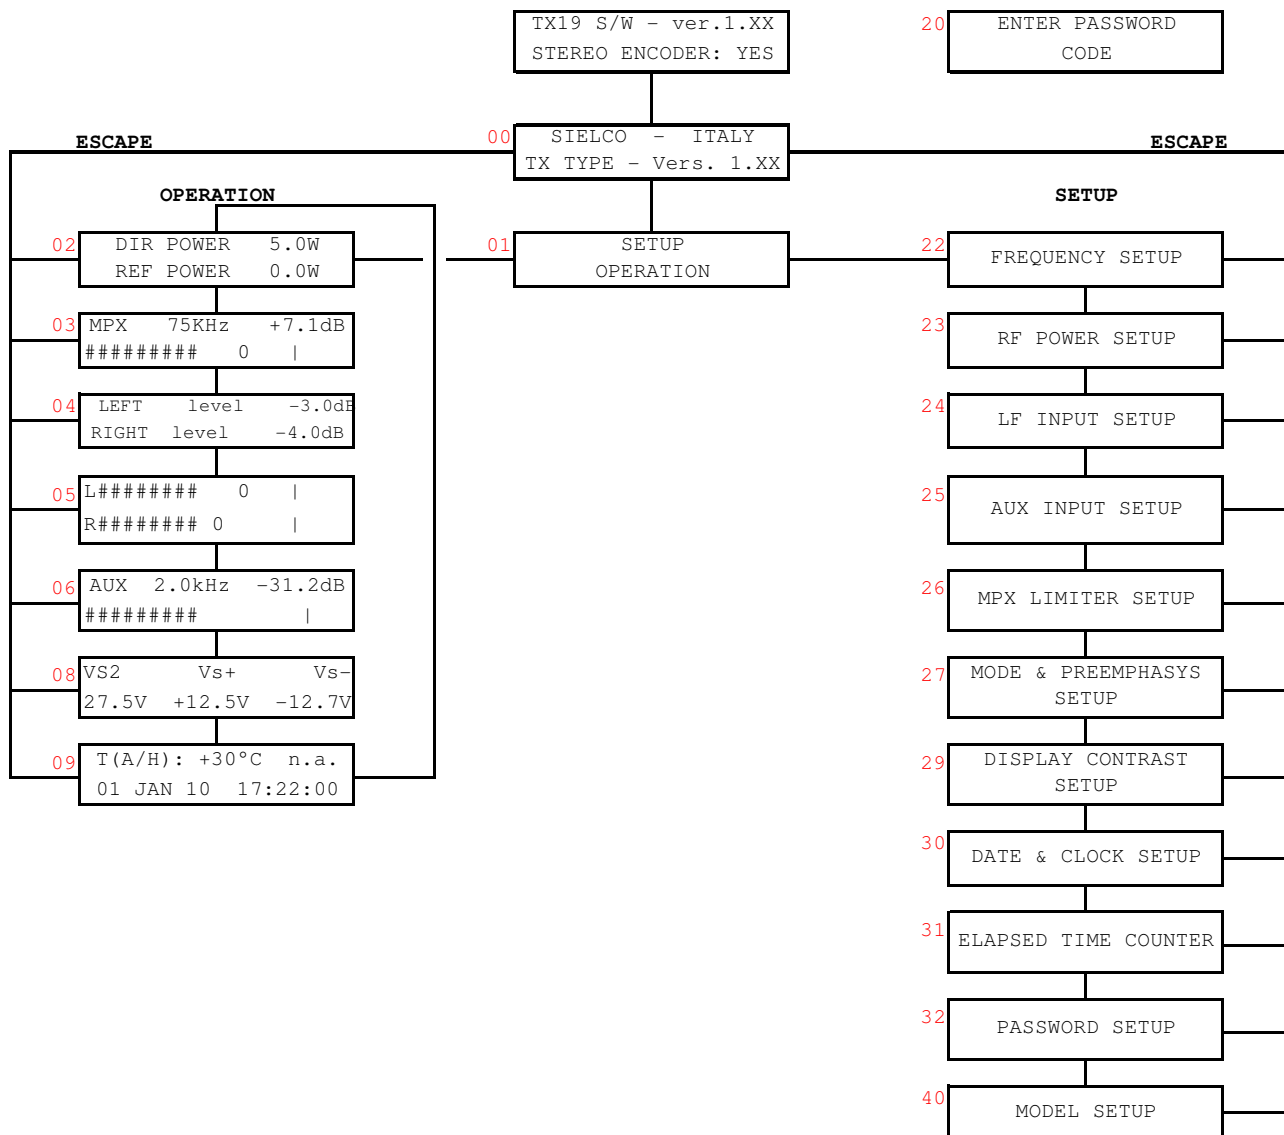 TX19 S/W - ver.1.XX
STEREO ENCODER: YES
20
ENTER PASSWORD
CODE
ESCAPE
00
SIELCO - ITALY
TX TYPE - Vers. 1.XX
ESCAPE
OPERATION
SETUP
02
DIR POWER 5.0W
REF POWER 0.0W
01
SETUP
OPERATION
22
FREQUENCY SETUP
03
MPX 75KHz +7.1dB
######### 0 |
23
RF POWER SETUP
04
LEFT level -3.0dB
RIGHT level -4.0dB
24
LF INPUT SETUP
05
L######## 0 |
R######## 0 |
25
AUX INPUT SETUP
06
AUX 2.0kHz -31.2dB
######### |
26
MPX LIMITER SETUP
08
VS2 Vs+ Vs-
27.5V +12.5V -12.7V
27
MODE & PREEMPHASYS
SETUP
09
T(A/H): +30°C n.a.
01 JAN 10 17:22:00
29
DISPLAY CONTRAST
SETUP
30
DATE & CLOCK SETUP
31
ELAPSED TIME COUNTER
32
PASSWORD SETUP
40
MODEL SETUP